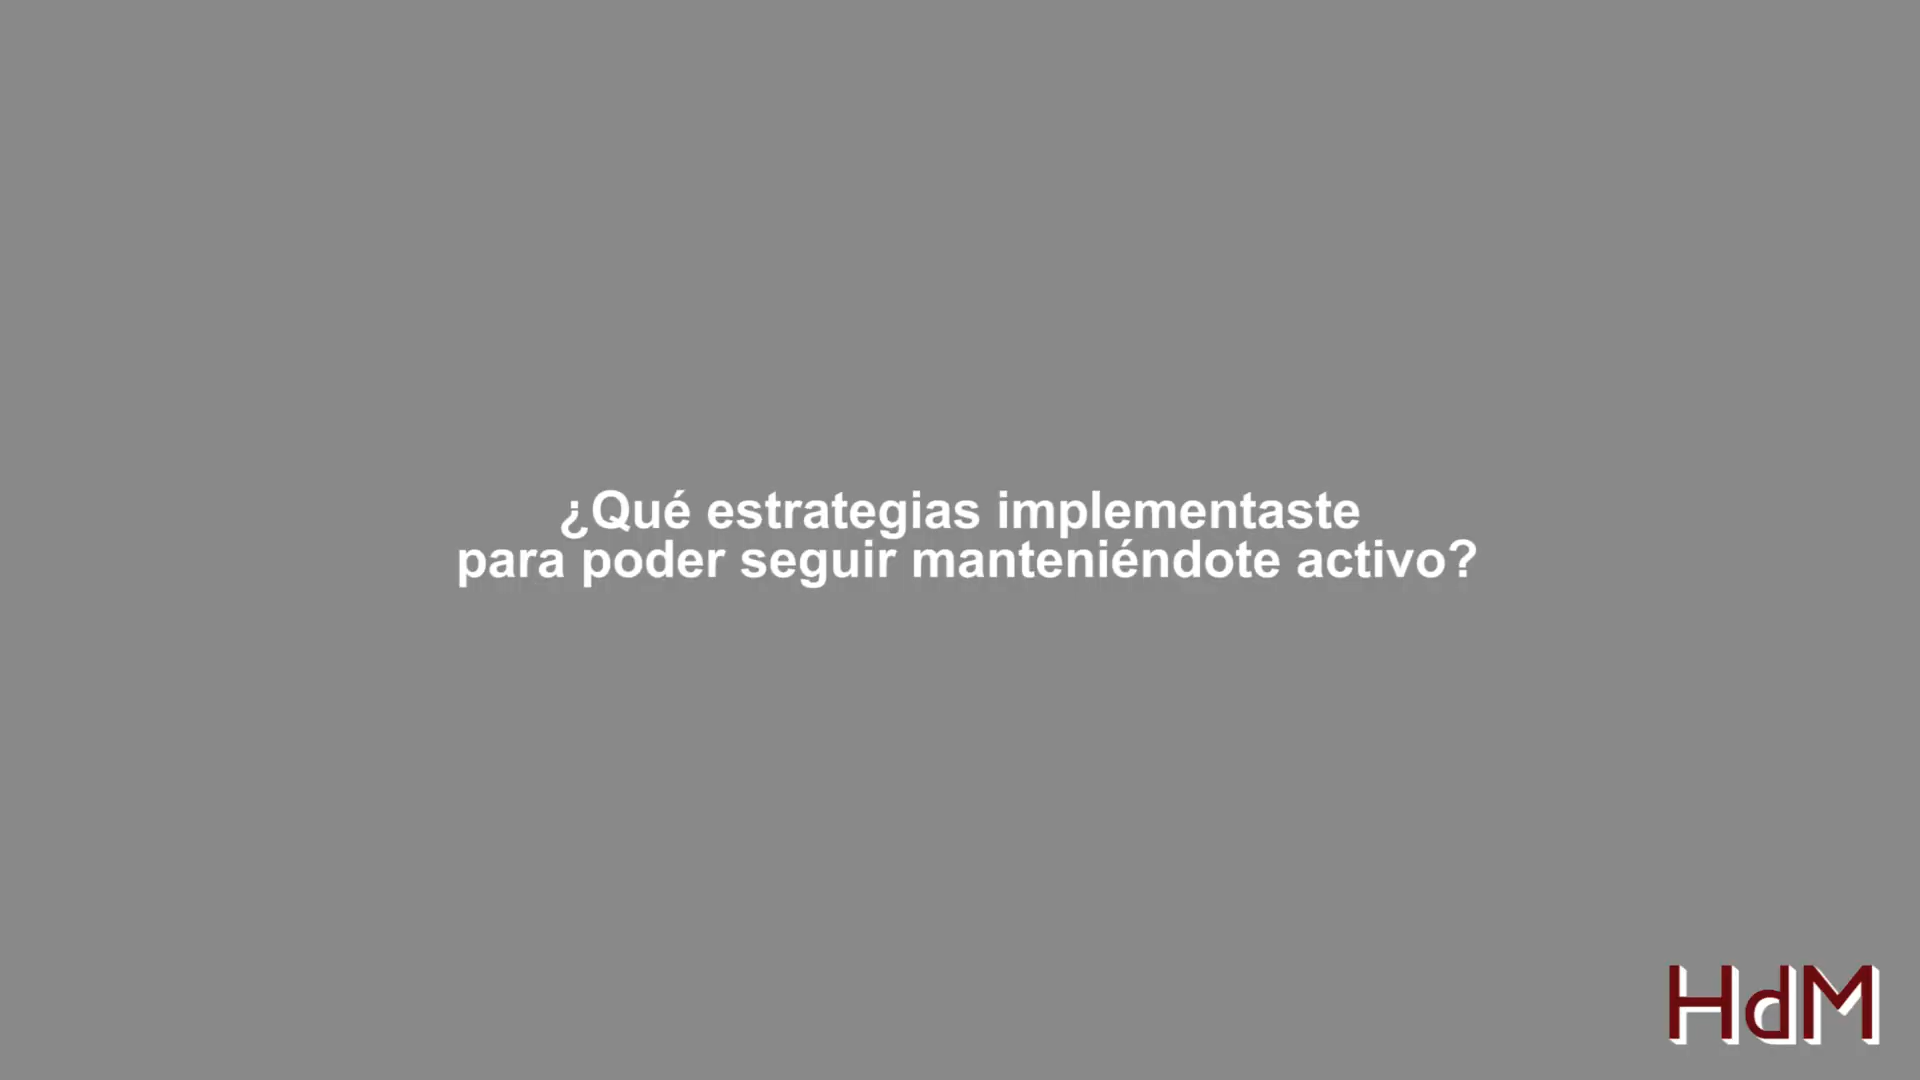 ¿Qué estrategias implementaste
para poder seguir manteniéndote activo?
HdM